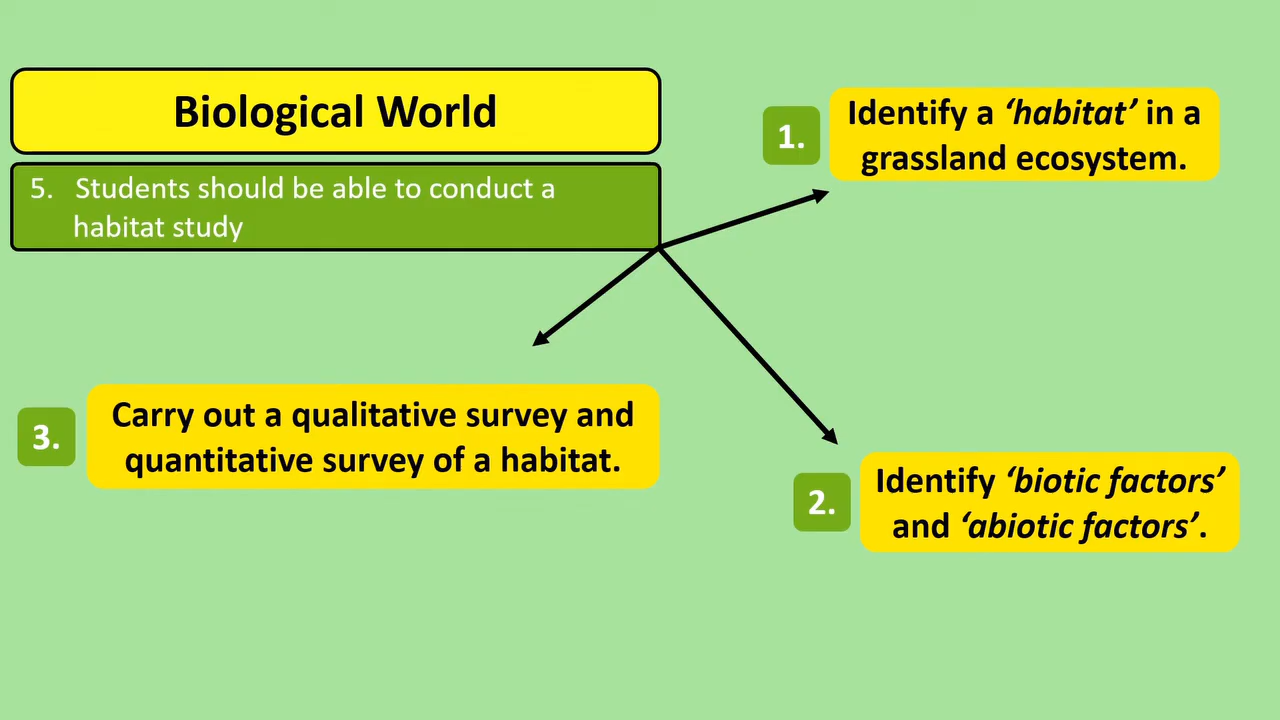 Biological World
5. Students should be able to conduct a
habitat study
1.
Identify a ‘habitat’ in a
grassland ecosystem.
2.
Identify ‘biotic factors’
and ‘abiotic factors’.
3.
Carry out a qualitative survey and
quantitative survey of a habitat.